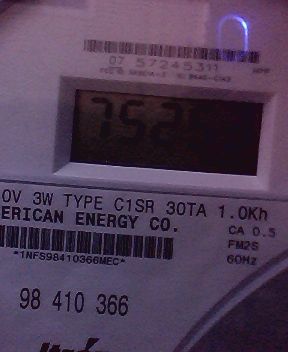 07 57245311
752
0V 3W TYPE C1SR 30TA 1.0Kh
ERICAN ENERGY CO.
CA 0.5
FM2S
60Hz
*1NFS98410366MEC*
98 410 366